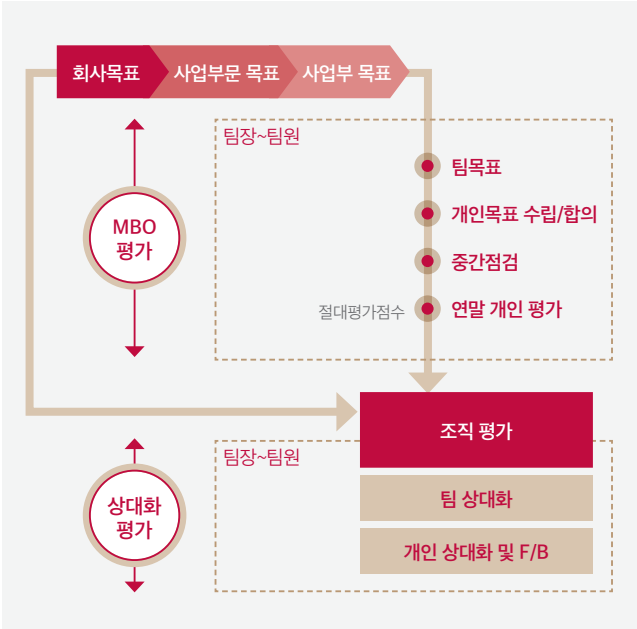 회사목표
사업부문 목표
사업부 목표
팀장~팀원
팀목표
개인목표 수립/합의
중간점검
절대평가점수
연말 개인 평가
MBO
평가
조직 평가
팀장~팀원
팀 상대화
개인 상대화 및 F/B
상대화
평가